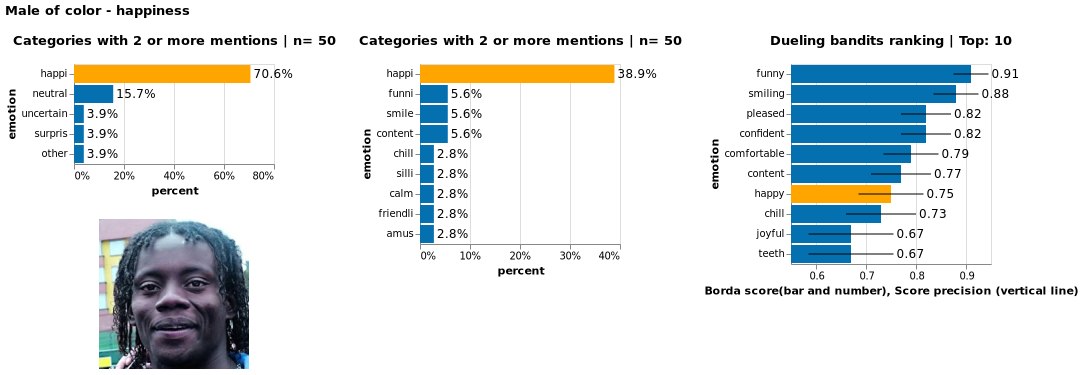 Male of color - happiness
Categories with 2 or more mentions | n= 50
happi 70.6%
neutral 15.7%
uncertain 3.9%
surpris 3.9%
other 3.9%
emotion
0% 20% 40% 60% 80%
percent
Categories with 2 or more mentions | n= 50
happi 38.9%
funni 5.6%
smile 5.6%
content 5.6%
chill 2.8%
silli 2.8%
calm 2.8%
friendli 2.8%
amus 2.8%
emotion
0% 10% 20% 30% 40%
percent
Dueling bandits ranking | Top: 10
funny 0.91
smiling 0.88
pleased 0.82
confident 0.82
comfortable 0.79
content 0.77
happy 0.75
chill 0.73
joyful 0.67
teeth 0.67
emotion
0.6 0.7 0.8 0.9
Borda score(bar and number), Score precision (vertical line)